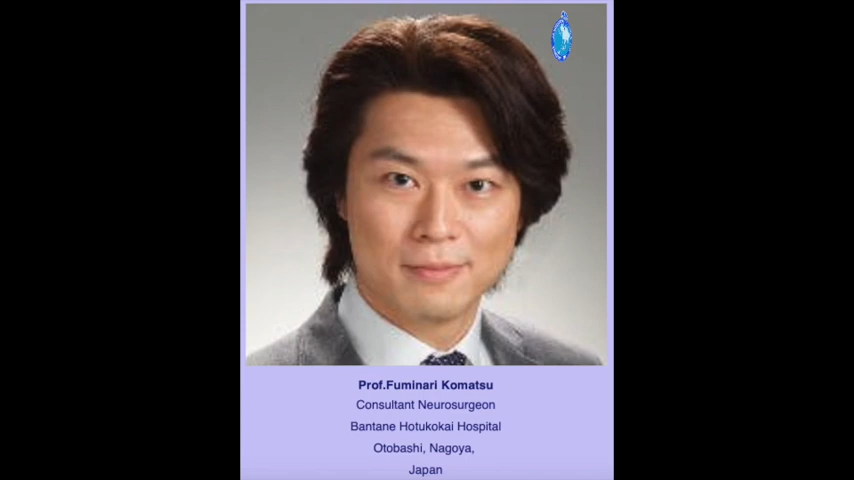 Prof.Fuminari Komatsu
Consultant Neurosurgeon
Bantane Hotukokai Hospital
Otobashi, Nagoya,
Japan